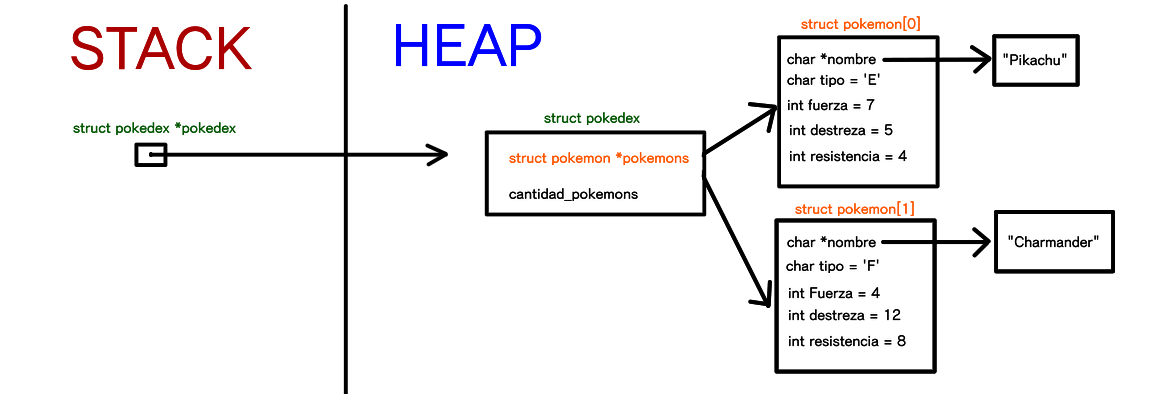 STACK
HEAP
struct pokedex *pokedex
struct pokedex
struct pokemon *pokemons
cantidad_pokemons
struct pokemon[0]
char *nombre
"Pikachu"
char tipo = 'E'
int fuerza = 7
int destreza = 5
int resistencia = 4
struct pokemon[1]
char *nombre
"Charmander"
char tipo = 'F'
int Fuerza = 4
int destreza = 12
int resistencia = 8